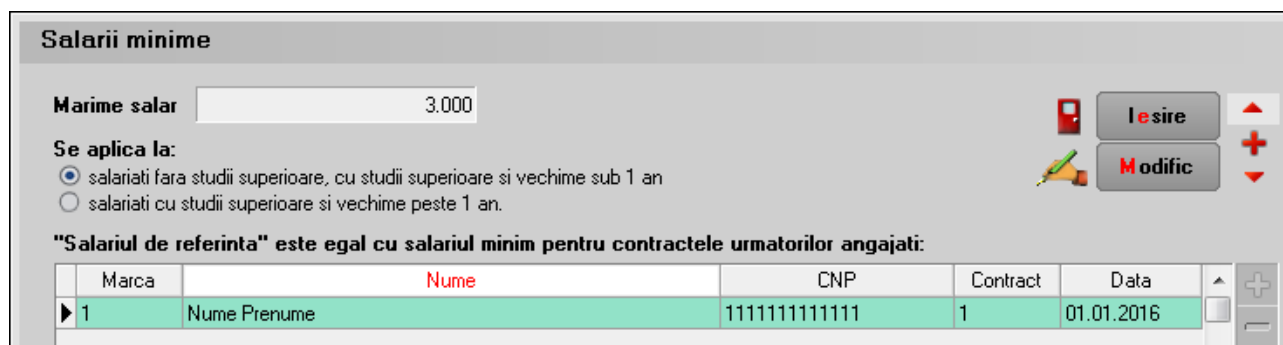 Salarii minime
Marime salar 3.000
Iesire
Se aplica la:
salariati fara studii superioare, cu studii superioare si vechime sub 1 an
Modific
salariati cu studii superioare si vechime peste 1 an.
"Salariul de referinta" este egal cu salariul minim pentru contractele urmatorilor angajati:
Marca Nume CNP Contract Data
1 Nume Prenume 1111111111111 1 01.01.2016